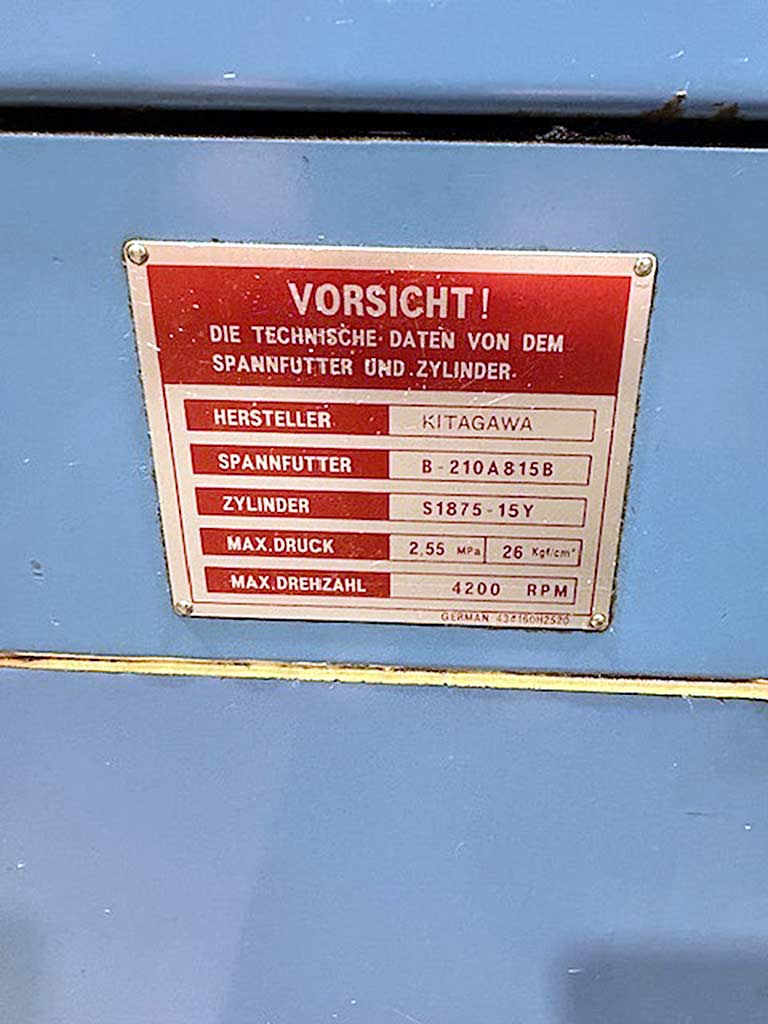 VORSICHT!
DIE TECHNISCHE DATEN VON DEM
SPANNFUTTER UND ZYLINDER.
HERSTELLER KITAGAWA
SPANNFUTTER B-210A815B
ZYLINDER S1875-15Y
MAX.DRUCK 2,55 MPa 26 Kgf/cm²
MAX.DREHZAHL 4200 RPM
GERMAN